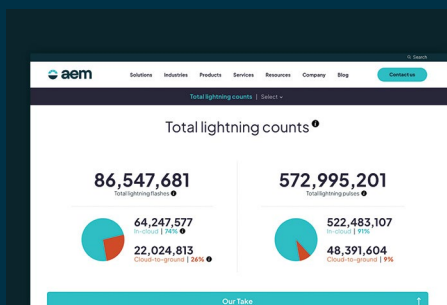 Search
aem
Solutions Industries Products Services Resources Company Blog Contact us
Total lightning counts | Select
Total lightning counts
86,547,681
Total lightning flashes
64,247,577
In-cloud | 74%
22,024,813
Cloud-to-ground | 26%
572,995,201
Total lightning pulses
522,483,107
In-cloud | 91%
48,391,604
Cloud-to-ground | 9%
Our Take